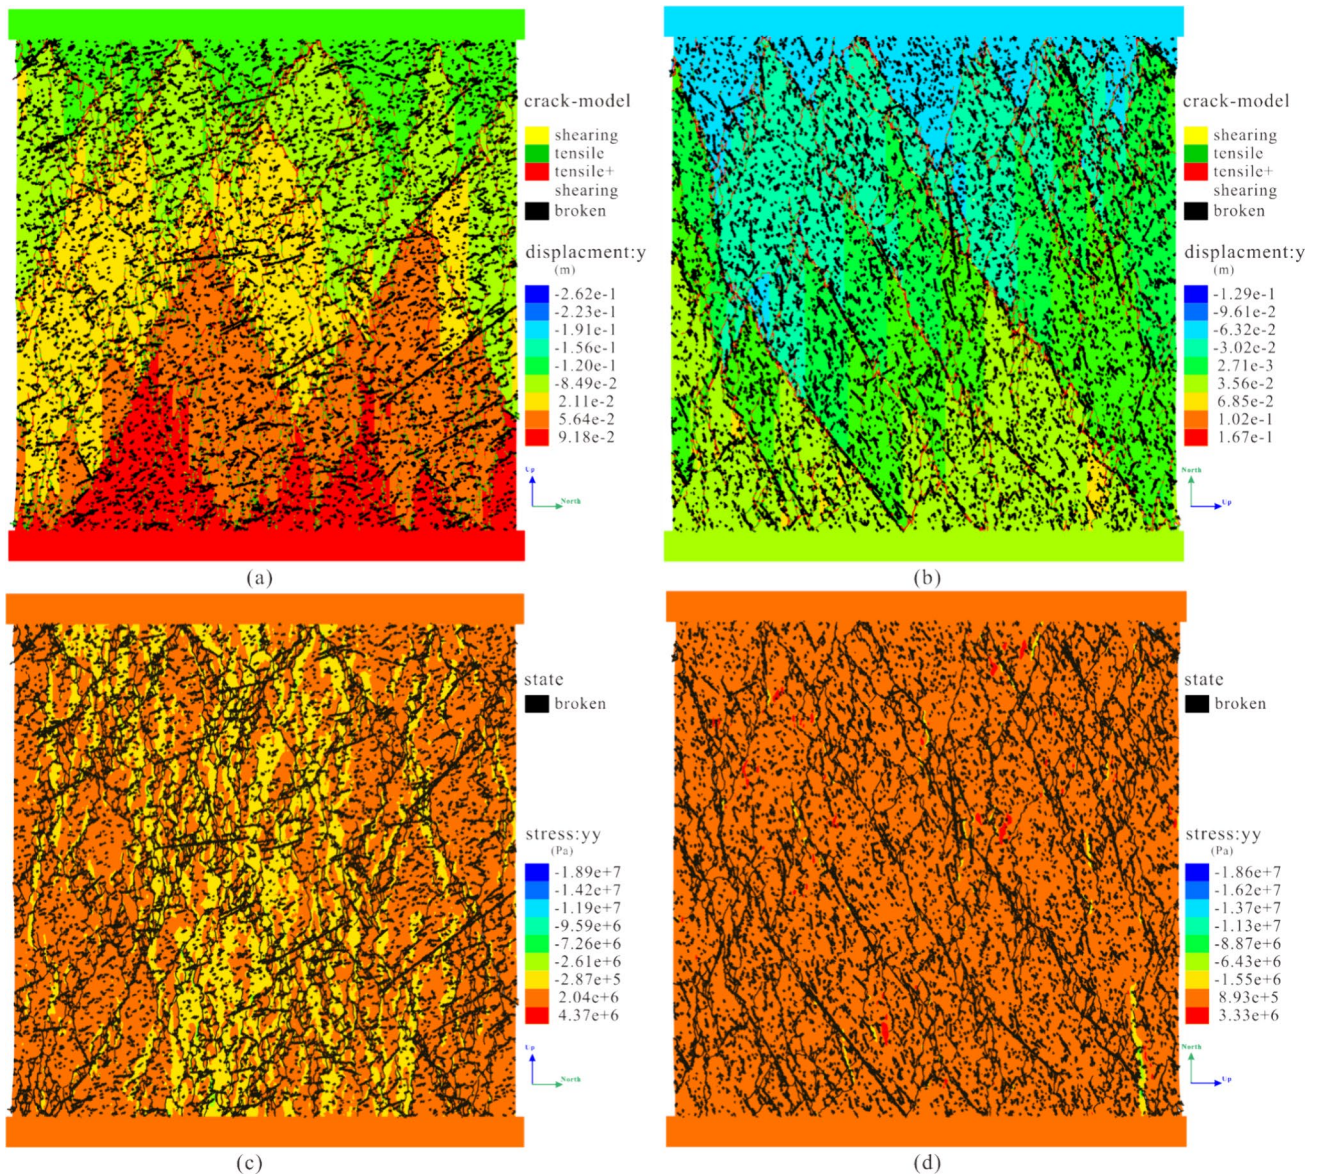 crack-model
shearing
tensile
tensile+
shearing
broken
displacment:y
(m)
-2.62e-1
-2.23e-1
-1.91e-1
-1.56e-1
-1.20e-1
-8.49e-2
2.11e-2
5.64e-2
9.18e-2
Up
North
(a)
crack-model
shearing
tensile
tensile+
shearing
broken
displacment:y
(m)
-1.29e-1
-9.61e-2
-6.32e-2
-3.02e-2
2.71e-3
3.56e-2
6.85e-2
1.02e-1
1.67e-1
North
Up
(b)
state
broken
stress:yy
(Pa)
-1.89e+7
-1.42e+7
-1.19e+7
-9.59e+6
-7.26e+6
-2.61e+6
-2.87e+5
2.04e+6
4.37e+6
Up
North
(c)
state
broken
stress:yy
(Pa)
-1.86e+7
-1.62e+7
-1.37e+7
-1.13e+7
-8.87e+6
-6.43e+6
-1.55e+6
8.93e+5
3.33e+6
North
Up
(d)